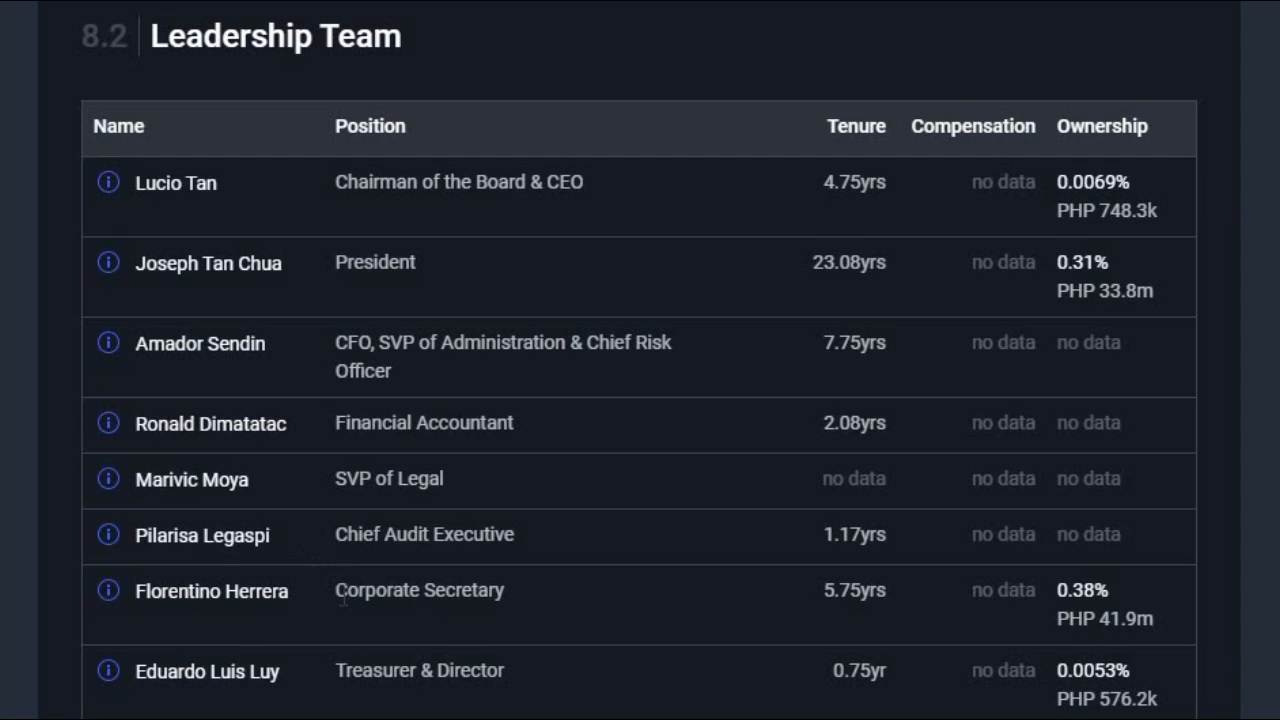 8.2 Leadership Team
Name Position Tenure Compensation Ownership
Lucio Tan Chairman of the Board & CEO 4.75yrs no data 0.0069%
PHP 748.3k
Joseph Tan Chua President 23.08yrs no data 0.31%
PHP 33.8m
Amador Sendin CFO, SVP of Administration & Chief Risk 7.75yrs no data no data
Officer
Ronald Dimatatac Financial Accountant 2.08yrs no data no data
Marivic Moya SVP of Legal no data no data no data
Pilarisa Legaspi Chief Audit Executive 1.17yrs no data no data
Florentino Herrera Corporate Secretary 5.75yrs no data 0.38%
PHP 41.9m
Eduardo Luis Luy Treasurer & Director 0.75yr no data 0.0053%
PHP 576.2k